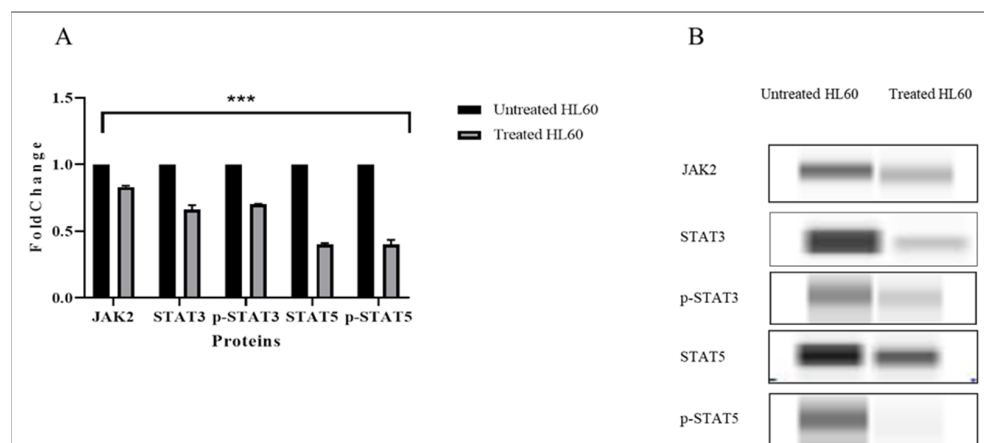 A
1.5
1.0
0.5
0.0
Fold Change
***
Untreated HL60
Treated HL60
JAK2 STAT3 p-STAT3 STAT5 p-STAT5
Proteins
B
Untreated HL60 Treated HL60
JAK2
STAT3
p-STAT3
STAT5
p-STAT5